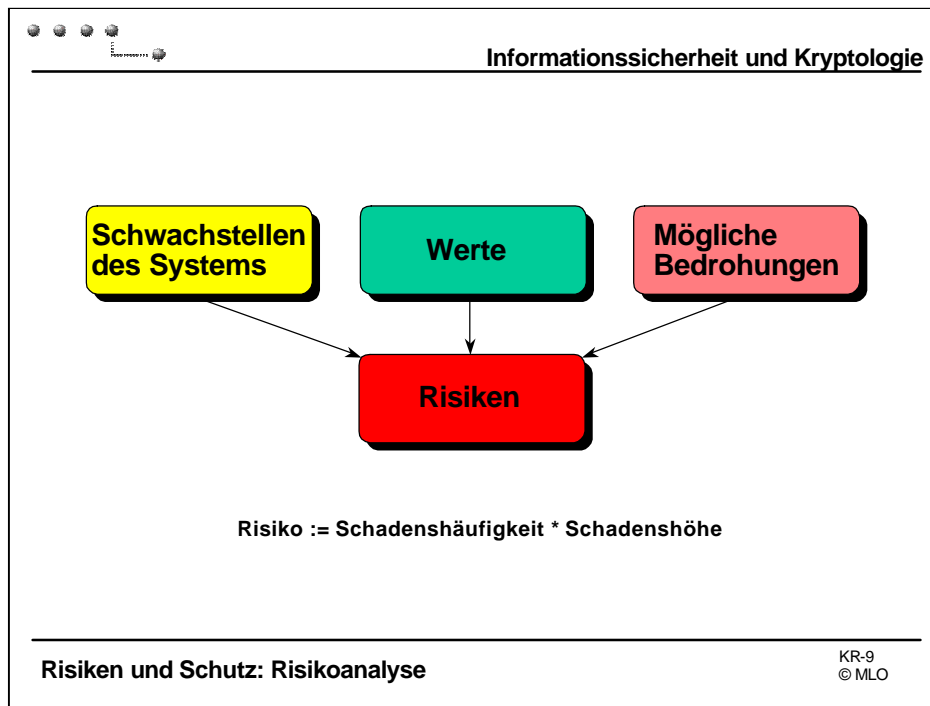 Informationssicherheit und Kryptologie
Schwachstellen
des Systems
Werte
Mögliche
Bedrohungen
Risiken
Risiko := Schadenshäufigkeit * Schadenshöhe
Risiken und Schutz: Risikoanalyse
KR-9
© MLO